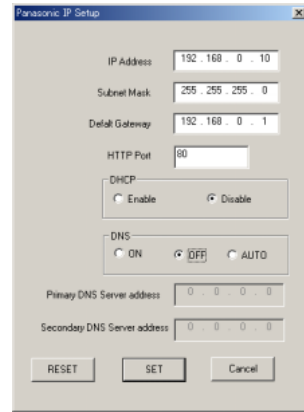 Panasonic IP Setup
IP Address 192 . 168 . 0 . 10
Subnet Mask 255 . 255 . 255 . 0
Defalt Gateway 192 . 168 . 0 . 1
HTTP Port 80
DHCP
Enable Disable
DNS
ON OFF AUTO
Primary DNS Server address 0 . 0 . 0 . 0
Secondary DNS Server address 0 . 0 . 0 . 0
RESET SET Cancel